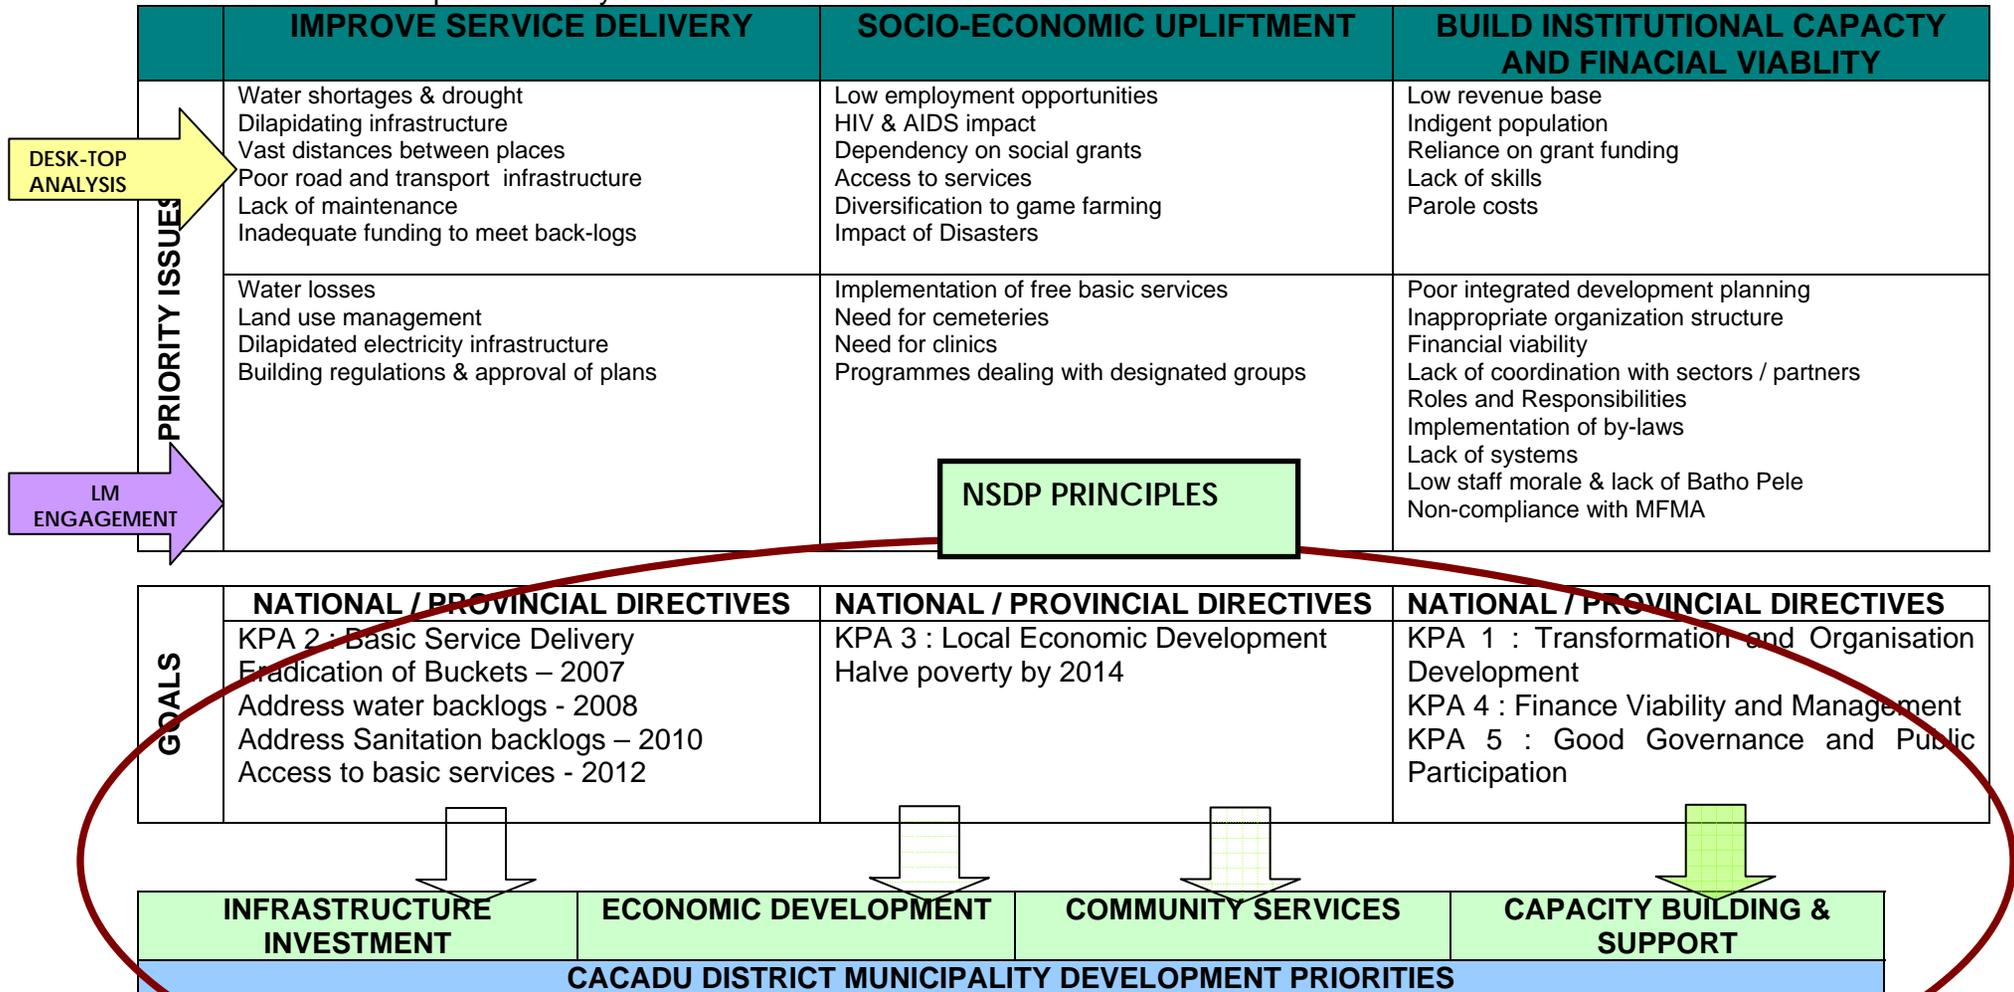 IMPROVE SERVICE DELIVERY
SOCIO-ECONOMIC UPLIFTMENT
BUILD INSTITUTIONAL CAPACTY
AND FINACIAL VIABLITY
DESK-TOP
ANALYSIS
PRIORITY ISSUES
Water shortages & drought
Dilapidating infrastructure
Vast distances between places
Poor road and transport infrastructure
Lack of maintenance
Inadequate funding to meet back-logs
Low employment opportunities
HIV & AIDS impact
Dependency on social grants
Access to services
Diversification to game farming
Impact of Disasters
Low revenue base
Indigent population
Reliance on grant funding
Lack of skills
Parole costs
LM
ENGAGEMENT
Water losses
Land use management
Dilapidated electricity infrastructure
Building regulations & approval of plans
Implementation of free basic services
Need for cemeteries
Need for clinics
Programmes dealing with designated groups
Poor integrated development planning
Inappropriate organization structure
Financial viability
Lack of coordination with sectors / partners
Roles and Responsibilities
Implementation of by-laws
Lack of systems
Low staff morale & lack of Batho Pele
Non-compliance with MFMA
NSDP PRINCIPLES
GOALS
NATIONAL / PROVINCIAL DIRECTIVES
KPA 2 : Basic Service Delivery
Eradication of Buckets – 2007
Address water backlogs - 2008
Address Sanitation backlogs – 2010
Access to basic services - 2012
NATIONAL / PROVINCIAL DIRECTIVES
KPA 3 : Local Economic Development
Halve poverty by 2014
NATIONAL / PROVINCIAL DIRECTIVES
KPA 1 : Transformation and Organisation
Development
KPA 4 : Finance Viability and Management
KPA 5 : Good Governance and Public
Participation
INFRASTRUCTURE
INVESTMENT
ECONOMIC DEVELOPMENT
COMMUNITY SERVICES
CAPACITY BUILDING &
SUPPORT
CACADU DISTRICT MUNICIPALITY DEVELOPMENT PRIORITIES